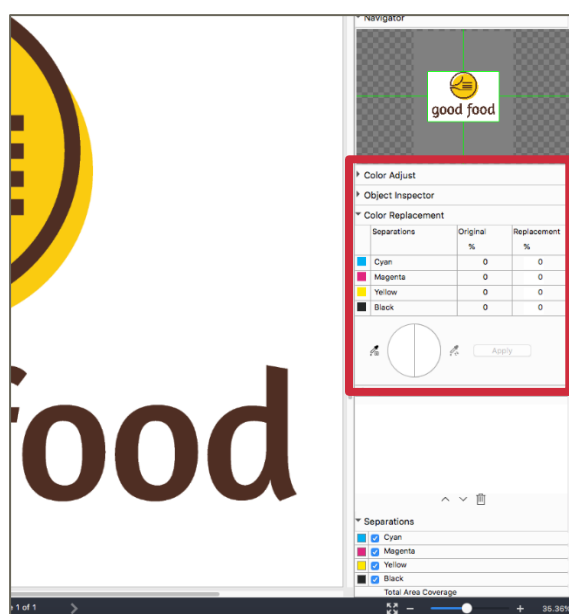 Navigator
good food
Color Adjust
Object Inspector
Color Replacement
Separations Original Replacement
% %
Cyan 0 0
Magenta 0 0
Yellow 0 0
Black 0 0
Apply
food
Separations
Cyan
Magenta
Yellow
Black
Total Area Coverage
1 of 1
35.36%